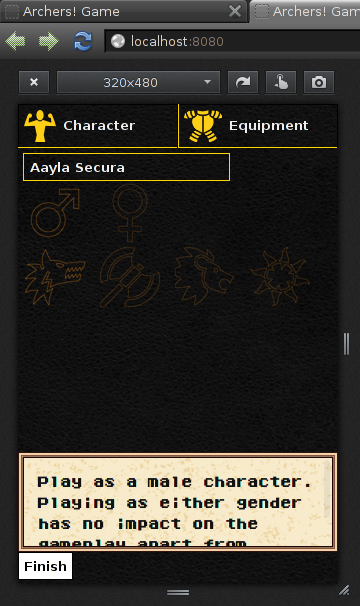 Archers! Game
Archers! Gam
localhost:8080
320x480
Character
Equipment
Aayla Secura
Play as a male character.
Playing as either gender
has no impact on the
gameplay apart from
Finish